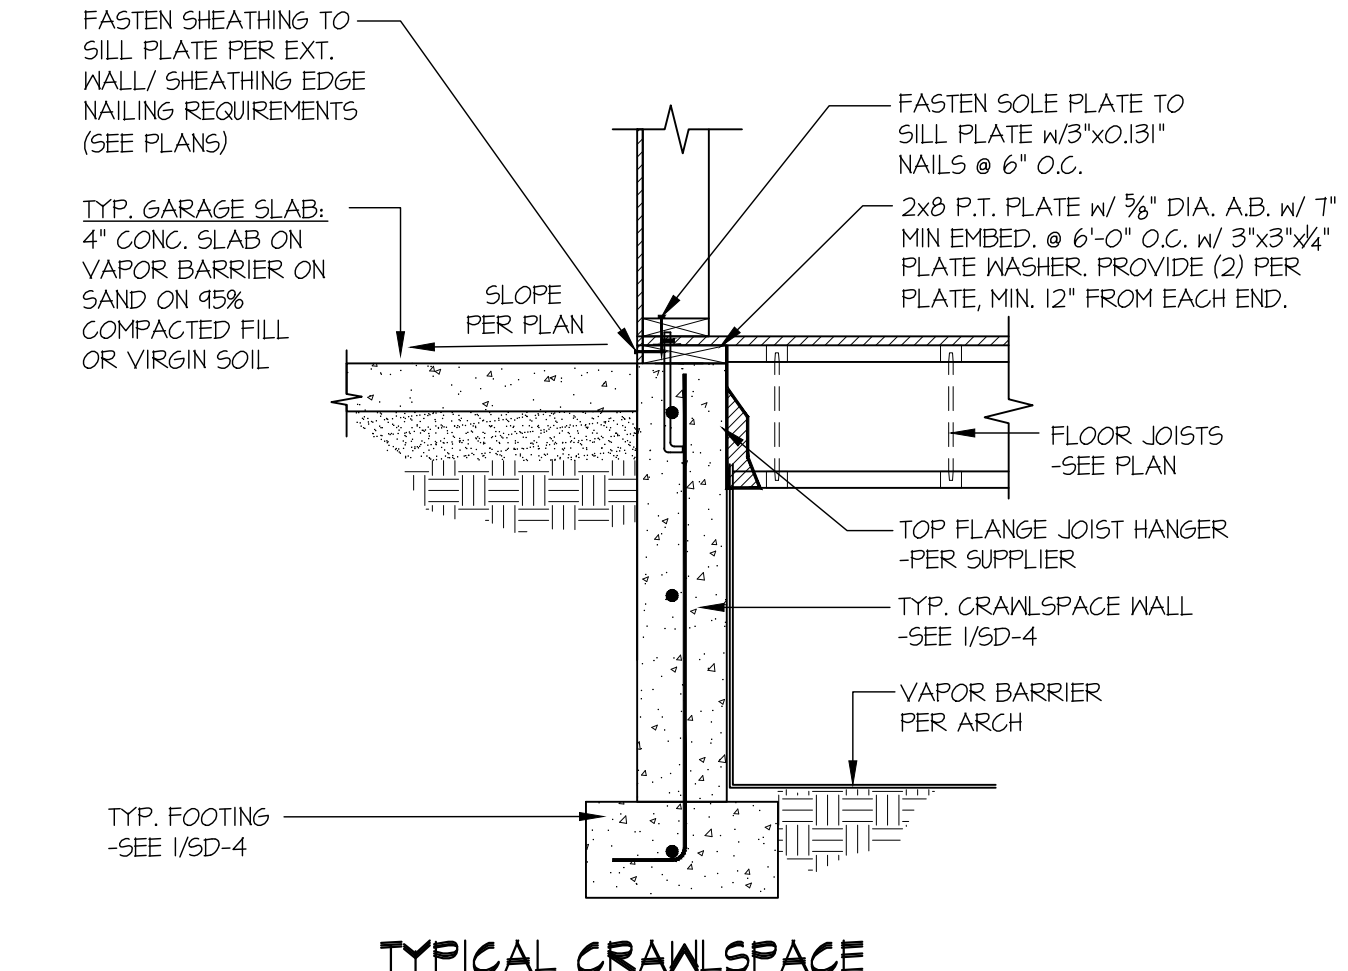 FASTEN SHEATHING TO
SILL PLATE PER EXT.
WALL/ SHEATHING EDGE
NAILING REQUIREMENTS
(SEE PLANS)
TYP. GARAGE SLAB:
4" CONC. SLAB ON
VAPOR BARRIER ON
SAND ON 95%
COMPACTED FILL
OR VIRGIN SOIL
SLOPE
PER PLAN
FASTEN SOLE PLATE TO
SILL PLATE w/3"x0.131"
NAILS @ 6" O.C.
2x8 P.T. PLATE w/ 5/8" DIA. A.B. w/ 7"
MIN EMBED. @ 6'-0" O.C. w/ 3"x3"x1/4"
PLATE WASHER. PROVIDE (2) PER
PLATE, MIN. 12" FROM EACH END.
FLOOR JOISTS
-SEE PLAN
TOP FLANGE JOIST HANGER
-PER SUPPLIER
TYP. CRAWLSPACE WALL
-SEE 1/SD-4
VAPOR BARRIER
PER ARCH
TYP. FOOTING
-SEE 1/SD-4
TYPICAL CRAWLSPACE